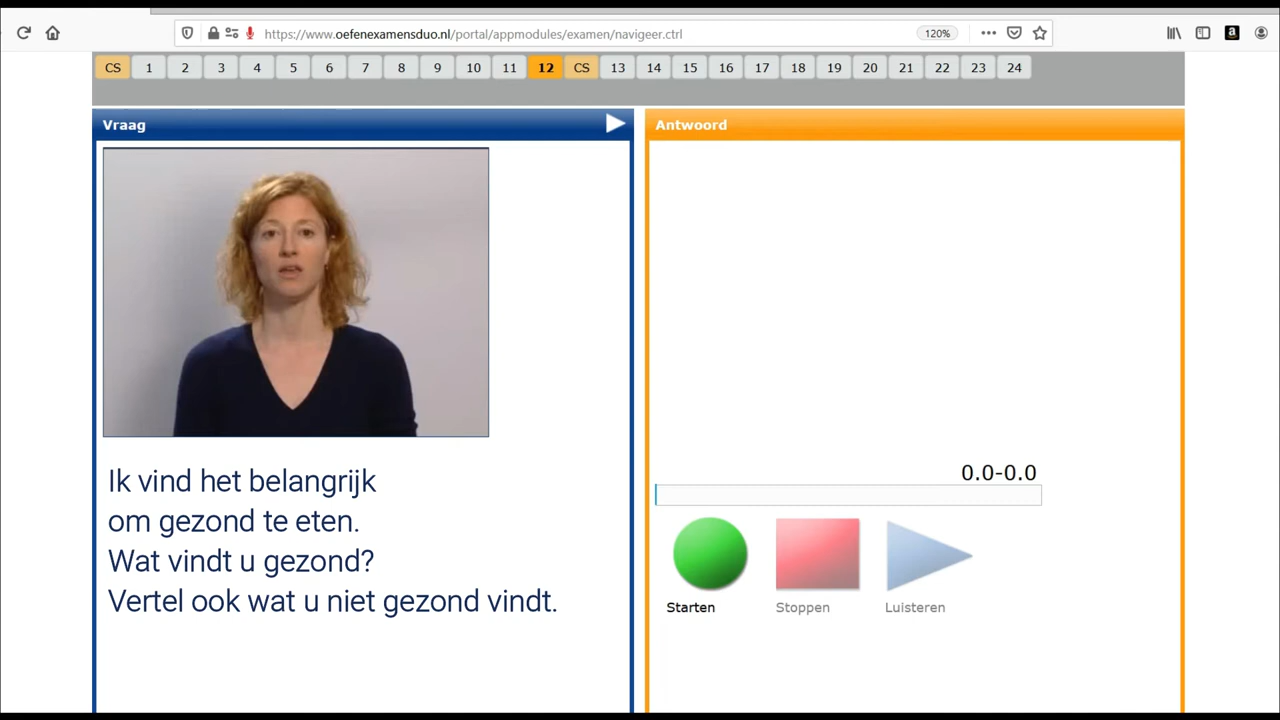 https://www.oefenexamensduo.nl/portal/appmodules/examen/navigeer.ctrl
120%
CS 1 2 3 4 5 6 7 8 9 10 11 12 CS 13 14 15 16 17 18 19 20 21 22 23 24
Vraag
Antwoord
Ik vind het belangrijk
om gezond te eten.
Wat vindt u gezond?
Vertel ook wat u niet gezond vindt.
0.0-0.0
Starten
Stoppen
Luisteren